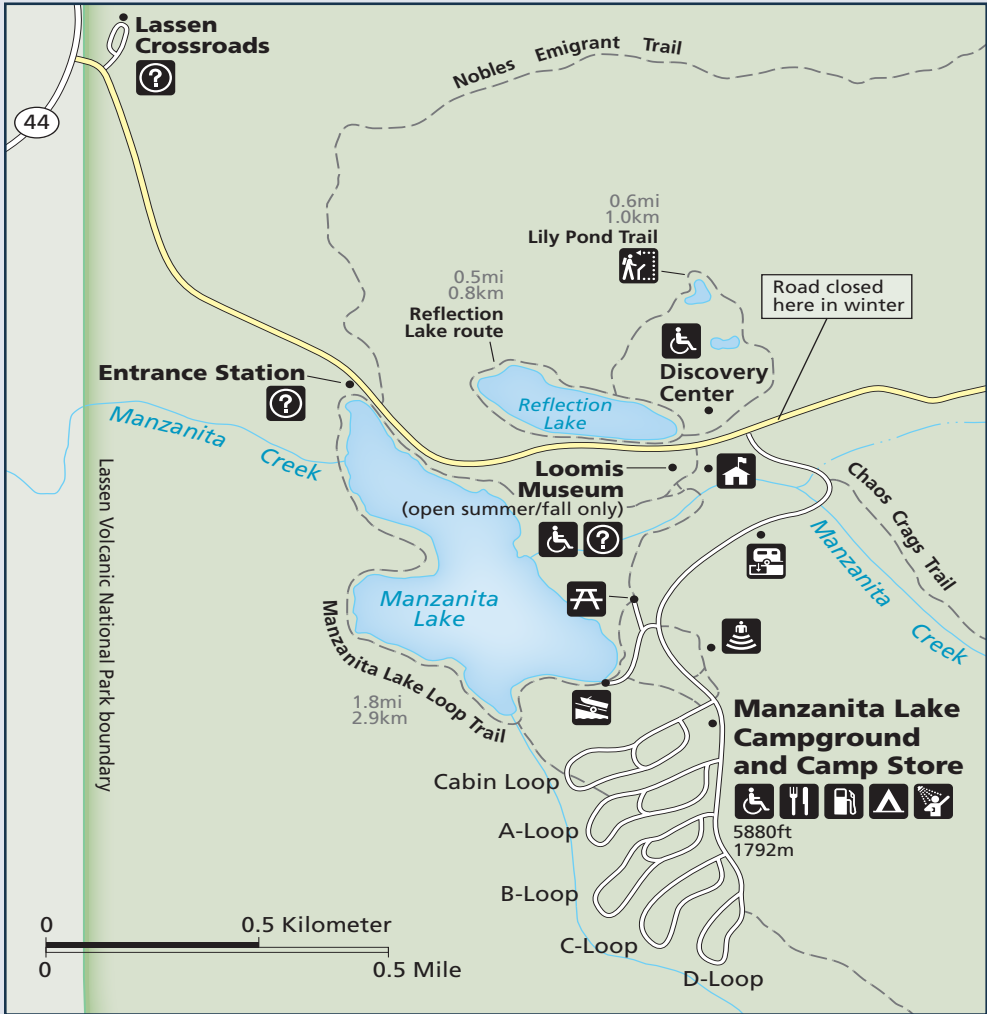 Lassen
Crossroads
?
44
Nobles Emigrant Trail
0.6mi
1.0km
Lily Pond Trail
0.5mi
0.8km
Reflection
Lake route
Road closed
here in winter
Entrance Station
?
Discovery
Center
Reflection
Lake
Manzanita
Creek
Loomis
Museum
(open summer/fall only)
?
Chaos Crags Trail
Manzanita
Creek
Lassen Volcanic National Park boundary
Manzanita
Lake
Manzanita Lake Loop Trail
1.8mi
2.9km
Manzanita Lake
Campground
and Camp Store
5880ft
1792m
Cabin Loop
A-Loop
B-Loop
C-Loop
D-Loop
0 0.5 Kilometer
0 0.5 Mile